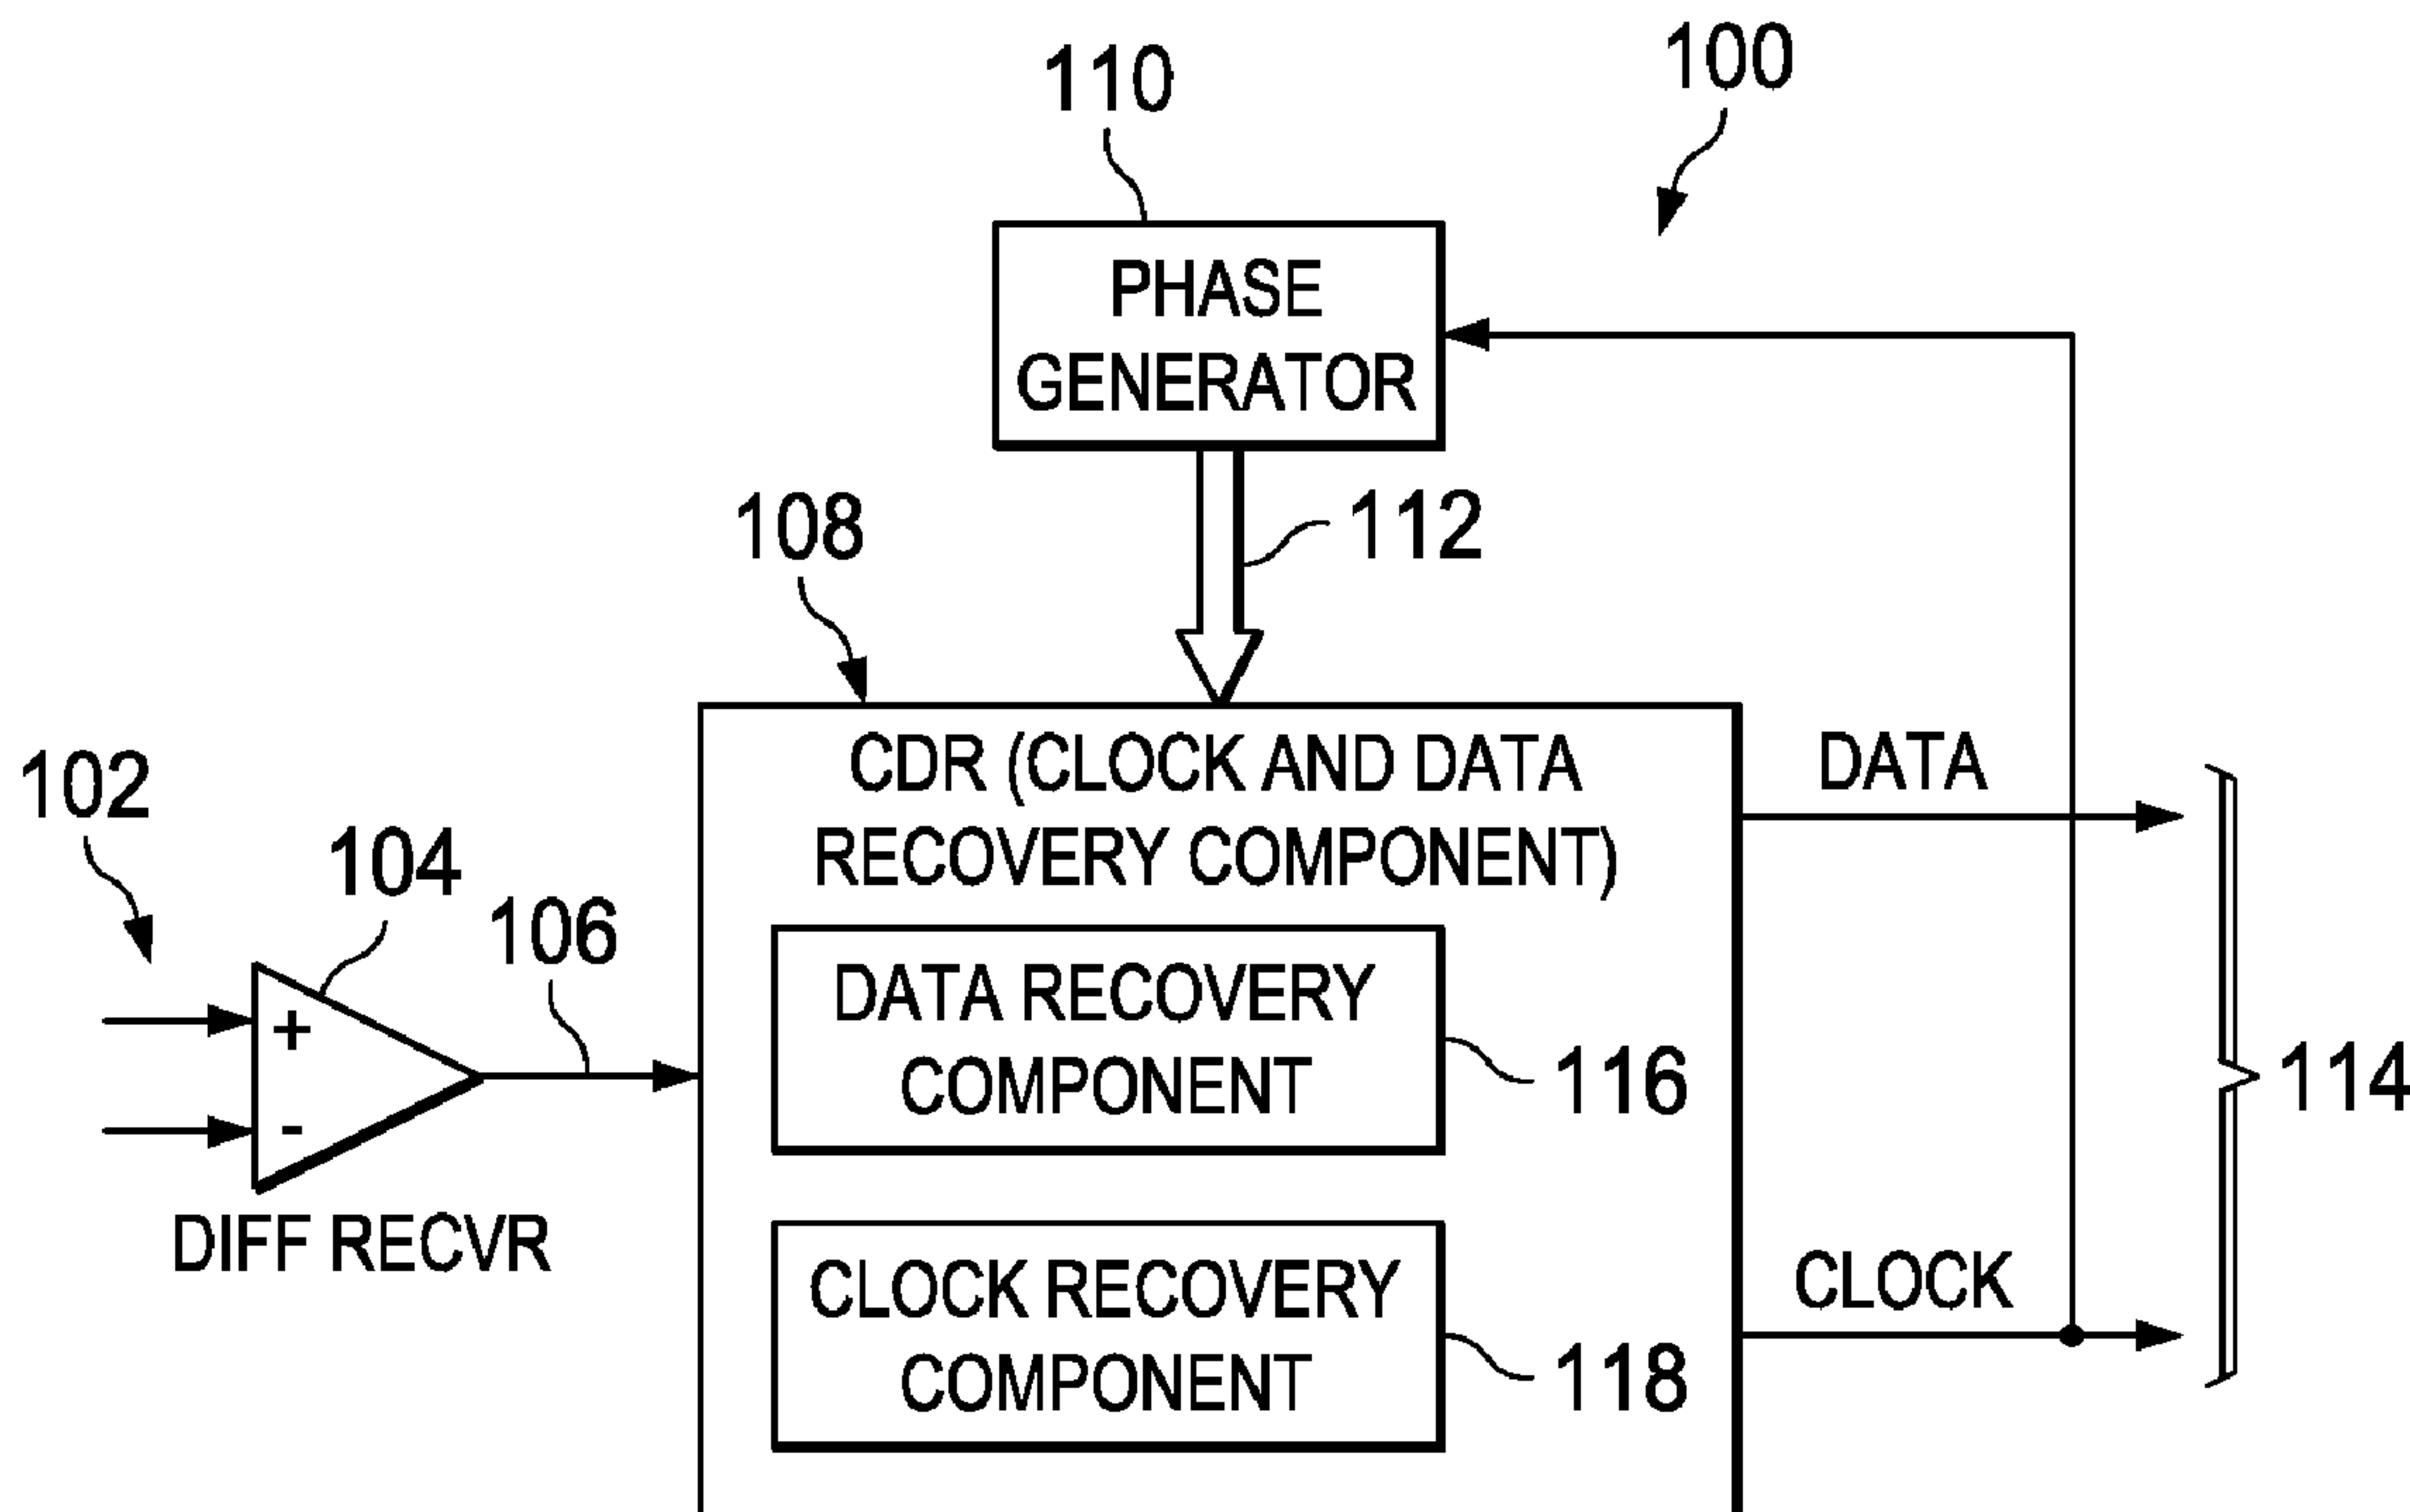 100
110
PHASE
GENERATOR
108
112
CDR (CLOCK AND DATA
RECOVERY COMPONENT)
DATA
102
104
106
+
-
DIFF RECVR
DATA RECOVERY
COMPONENT
116
114
CLOCK RECOVERY
COMPONENT
118
CLOCK